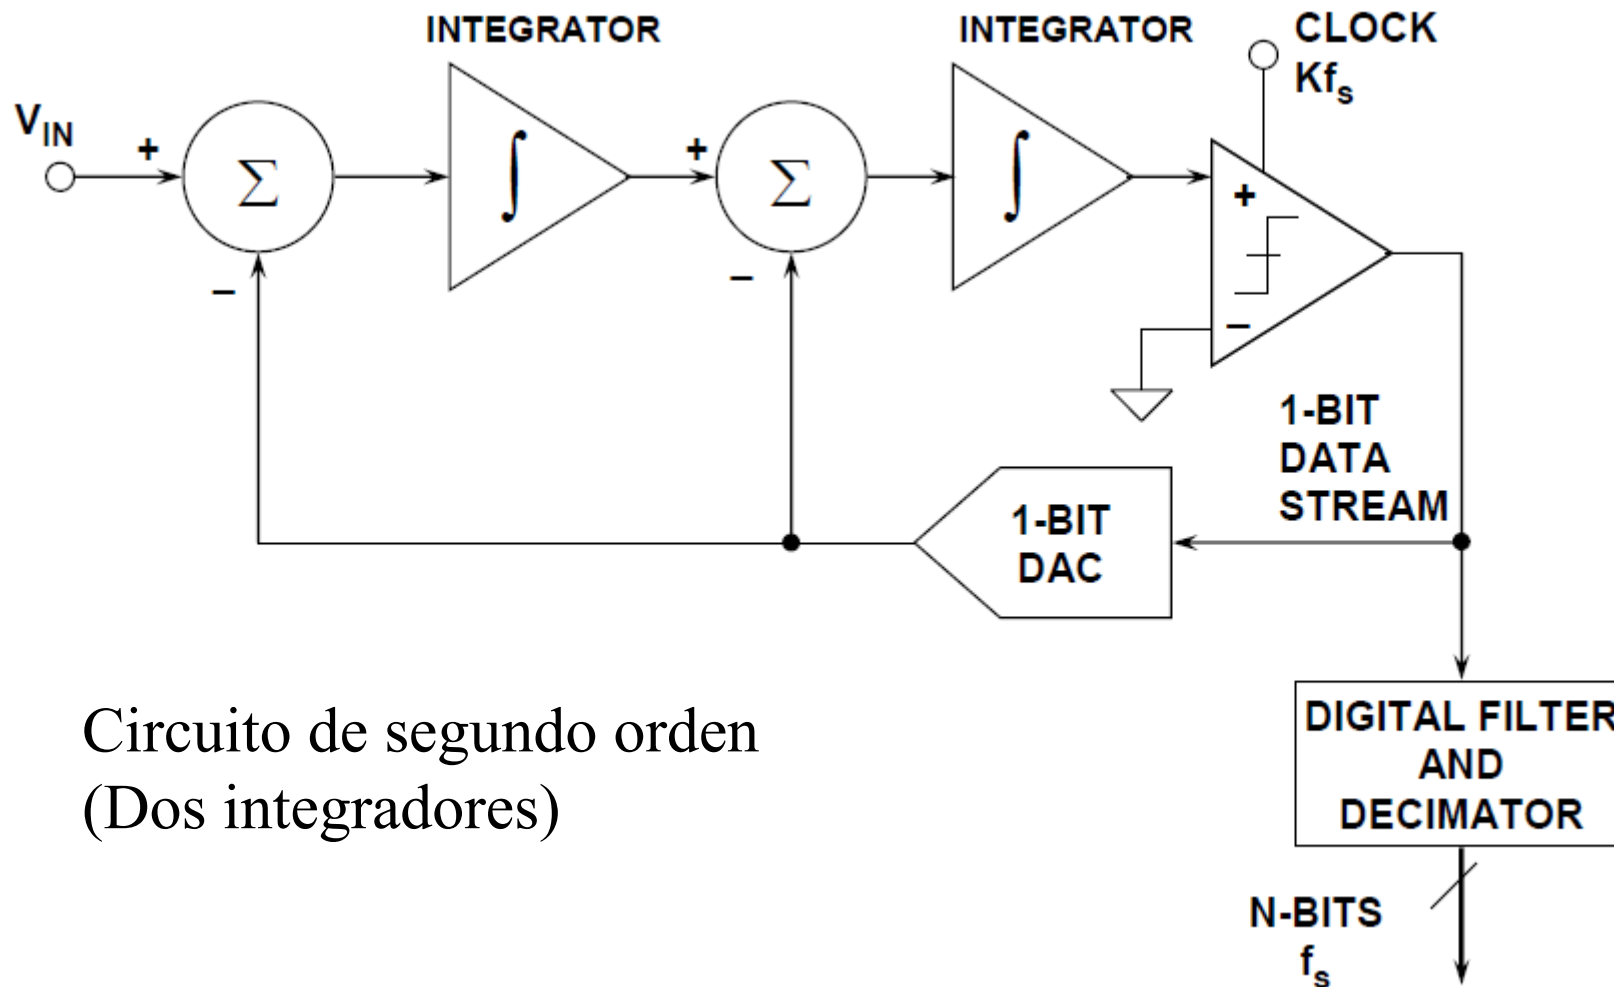 INTEGRATOR
INTEGRATOR
CLOCK
Kfs
VIN
+
Σ
∫
+
Σ
∫
+
–
–
–
1-BIT
DATA
STREAM
1-BIT
DAC
Circuito de segundo orden
(Dos integradores)
DIGITAL FILTER
AND
DECIMATOR
N-BITS
fs